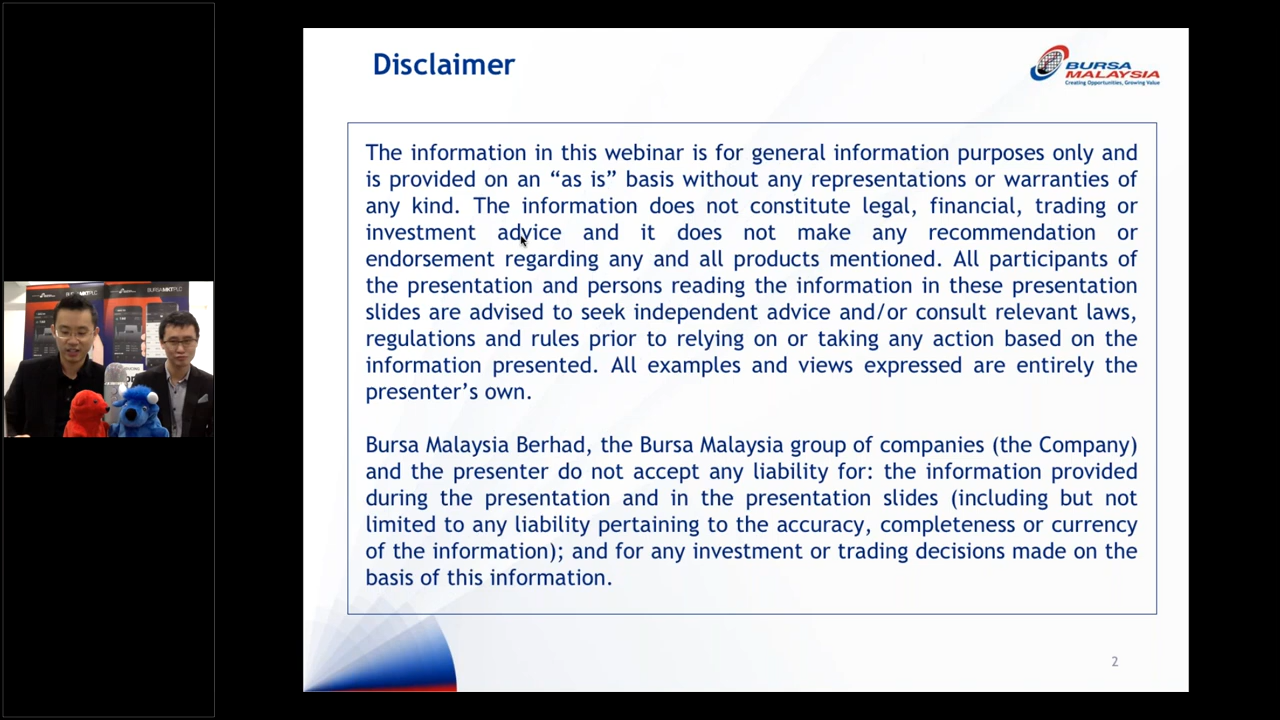 Disclaimer
BURSA
MALAYSIA
Creating Opportunities, Growing Value
The information in this webinar is for general information purposes only and
is provided on an “as is” basis without any representations or warranties of
any kind. The information does not constitute legal, financial, trading or
investment advice and it does not make any recommendation or
endorsement regarding any and all products mentioned. All participants of
the presentation and persons reading the information in these presentation
slides are advised to seek independent advice and/or consult relevant laws,
regulations and rules prior to relying on or taking any action based on the
information presented. All examples and views expressed are entirely the
presenter’s own.
Bursa Malaysia Berhad, the Bursa Malaysia group of companies (the Company)
and the presenter do not accept any liability for: the information provided
during the presentation and in the presentation slides (including but not
limited to any liability pertaining to the accuracy, completeness or currency
of the information); and for any investment or trading decisions made on the
basis of this information.
2
BURSAMKTPLC
BURSAMKTPLC